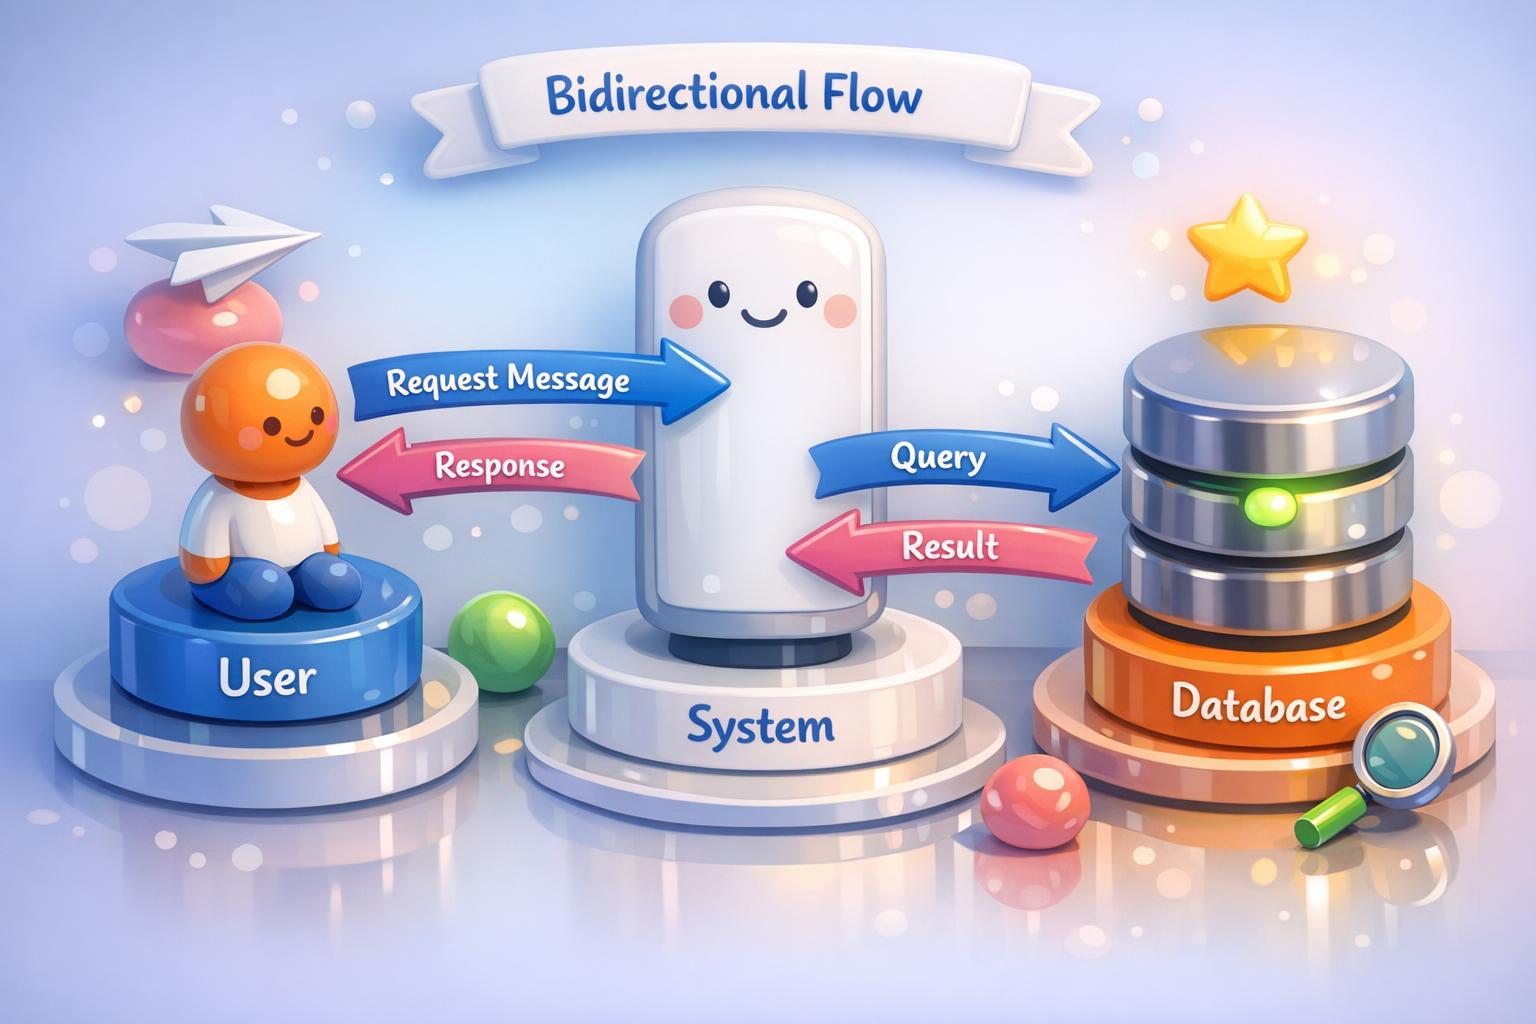 Bidirectional Flow
Request Message
Response
Query
Result
User
System
Database